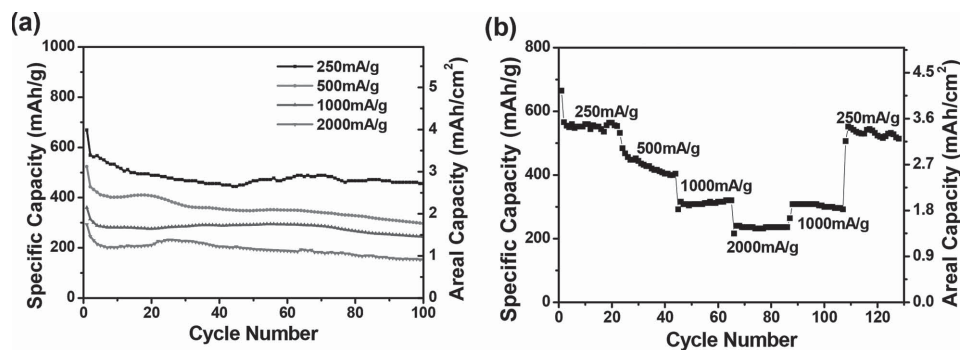 (a)
Specific Capacity (mAh/g)
1000
800
600
400
200
0
0
20
40
60
80
100
Cycle Number
5
4
3
2
1
0
Areal Capacity (mAh/cm²)
250mA/g
500mA/g
1000mA/g
2000mA/g
(b)
Specific Capacity (mAh/g)
800
600
400
200
0
0
20
40
60
80
100
120
Cycle Number
4.5
3.6
2.7
1.8
0.9
0.0
Areal Capacity (mAh/cm²)
250mA/g
500mA/g
1000mA/g
2000mA/g
1000mA/g
250mA/g